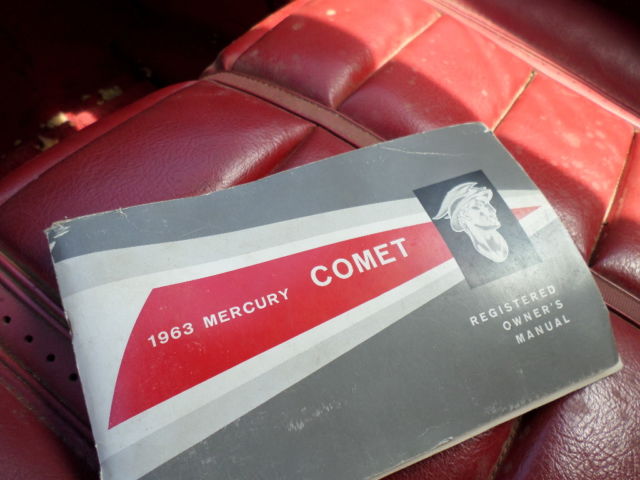 1963 MERCURY COMET
REGISTERED
OWNER'S
MANUAL